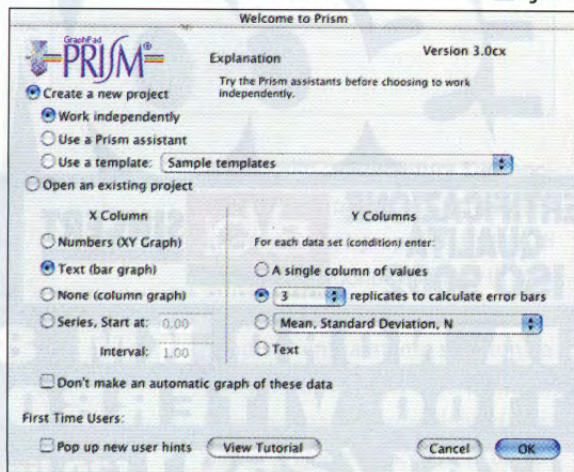 Welcome to Prism
GraphPad
PRISM®
Explanation
Version 3.0cx
Try the Prism assistants before choosing to work
independently.
Create a new project
Work independently
Use a Prism assistant
Use a template: Sample templates
Open an existing project
X Column
Numbers (XY Graph)
Text (bar graph)
None (column graph)
Series, Start at: 0.00
Interval: 1.00
Y Columns
For each data set (condition) enter:
A single column of values
3 replicates to calculate error bars
Mean, Standard Deviation, N
Text
Don't make an automatic graph of these data
First Time Users:
Pop up new user hints
View Tutorial
Cancel
OK